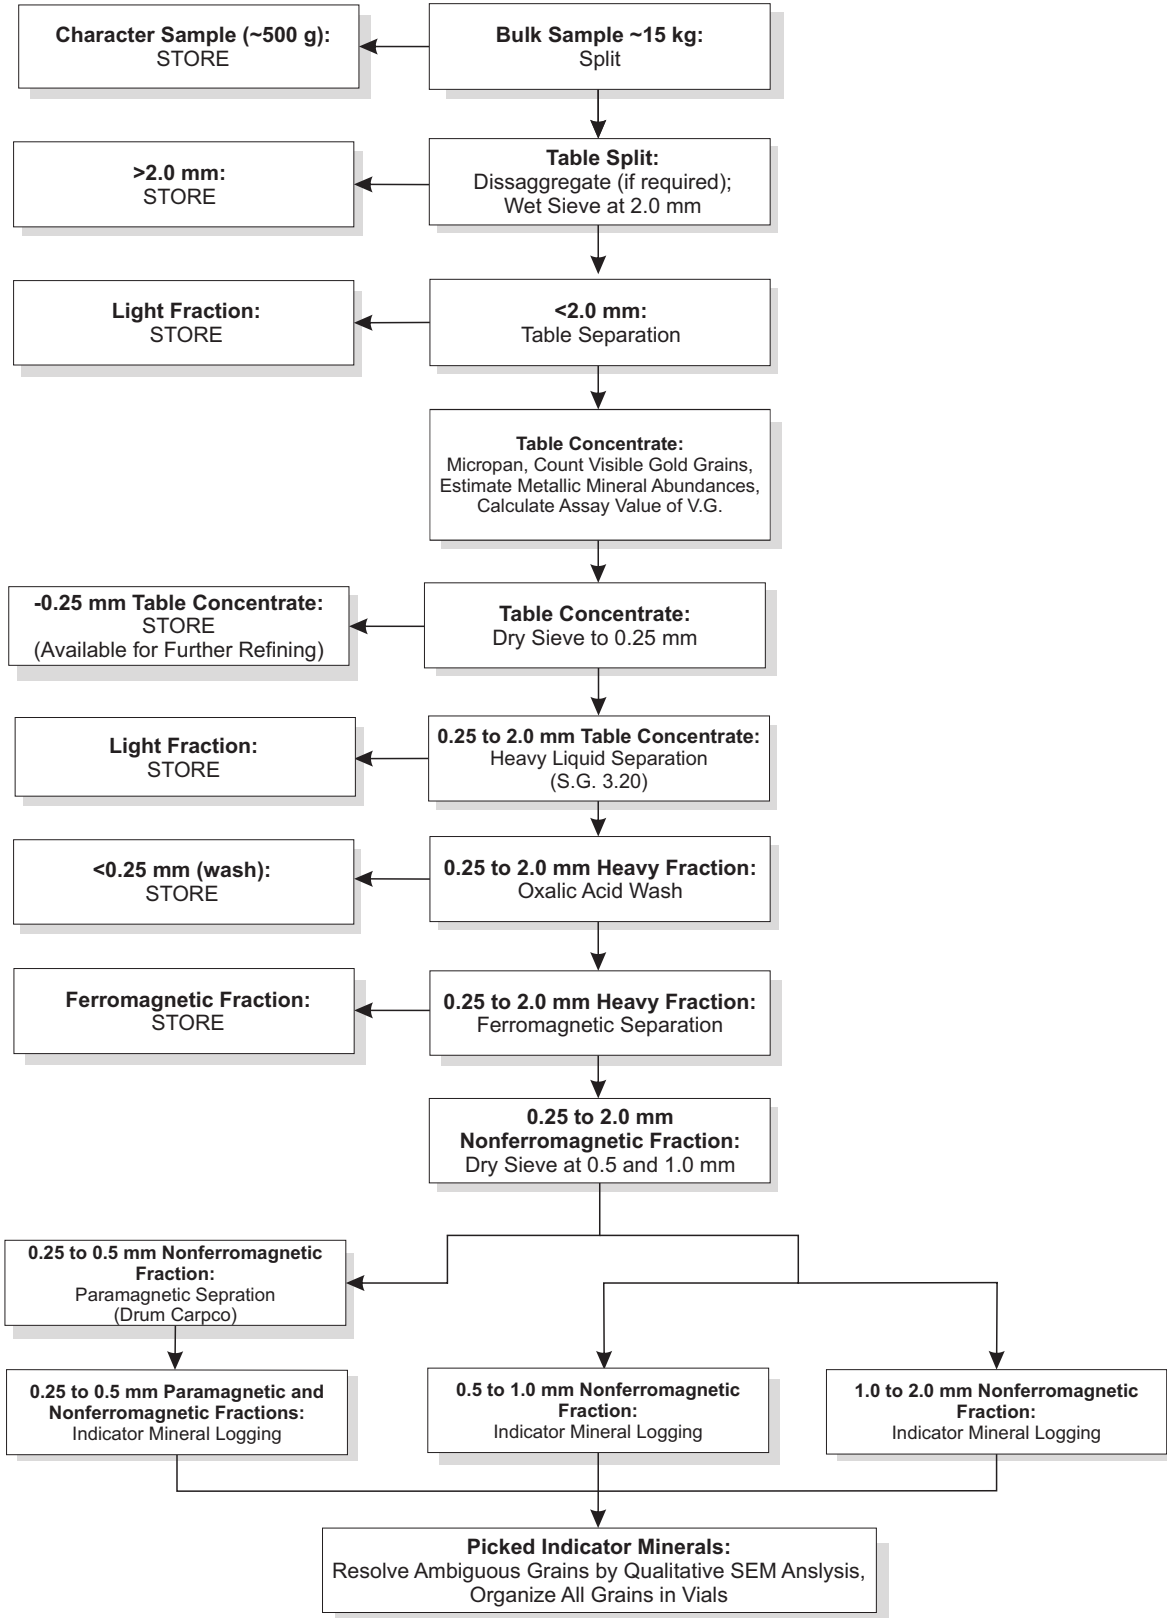 Character Sample (~500 g):
STORE
Bulk Sample ~15 kg:
Split
>2.0 mm:
STORE
Table Split:
Dissaggregate (if required);
Wet Sieve at 2.0 mm
Light Fraction:
STORE
<2.0 mm:
Table Separation
Table Concentrate:
Micropan, Count Visible Gold Grains,
Estimate Metallic Mineral Abundances,
Calculate Assay Value of V.G.
-0.25 mm Table Concentrate:
STORE
(Available for Further Refining)
Table Concentrate:
Dry Sieve to 0.25 mm
Light Fraction:
STORE
0.25 to 2.0 mm Table Concentrate:
Heavy Liquid Separation
(S.G. 3.20)
<0.25 mm (wash):
STORE
0.25 to 2.0 mm Heavy Fraction:
Oxalic Acid Wash
Ferromagnetic Fraction:
STORE
0.25 to 2.0 mm Heavy Fraction:
Ferromagnetic Separation
0.25 to 2.0 mm
Nonferromagnetic Fraction:
Dry Sieve at 0.5 and 1.0 mm
0.25 to 0.5 mm Nonferromagnetic
Fraction:
Paramagnetic Sepration
(Drum Carpco)
0.25 to 0.5 mm Paramagnetic and
Nonferromagnetic Fractions:
Indicator Mineral Logging
0.5 to 1.0 mm Nonferromagnetic
Fraction:
Indicator Mineral Logging
1.0 to 2.0 mm Nonferromagnetic
Fraction:
Indicator Mineral Logging
Picked Indicator Minerals:
Resolve Ambiguous Grains by Qualitative SEM Anslysis,
Organize All Grains in Vials